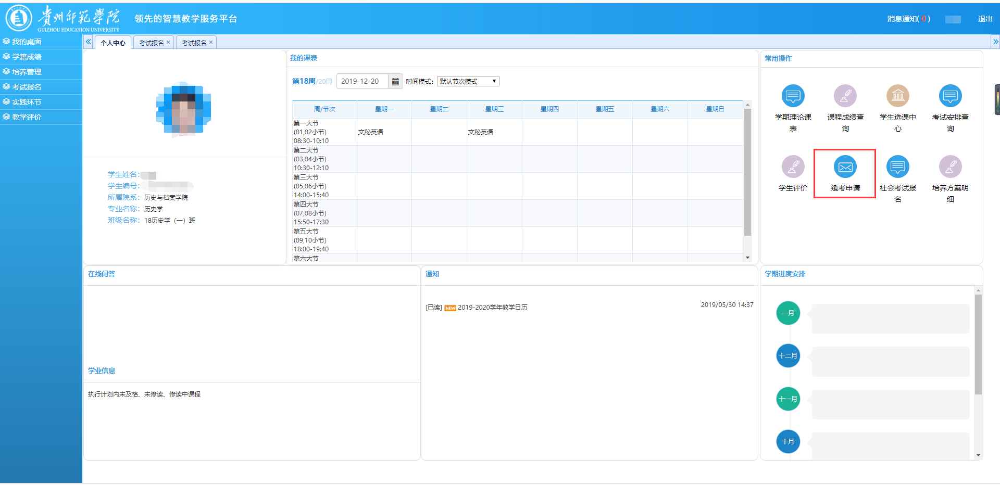 貴州師範學院
GUIZHOU EDUCATION UNIVERSITY
领先的智慧教学服务平台
消息通知( 0 )
退出
我的桌面
学籍成绩
培养管理
考试报名
实践环节
教学评价
个人中心
考试报名 ×
考试报名 ×
学生姓名:
学生编号:
所属院系: 历史与档案学院
专业名称: 历史学
班级名称: 18历史学（一）班
我的课表
第18周/20周 2019-12-20 时间模式: 默认节次模式
周/节次 星期一 星期二 星期三 星期四 星期五 星期六 星期日
第一大节
(01,02小节)
08:30-10:10
文秘英语
文秘英语
第二大节
(03,04小节)
10:30-12:10
第三大节
(05,06小节)
14:00-15:40
第四大节
(07,08小节)
15:50-17:30
第五大节
(09,10小节)
18:00-19:40
第六大节
常用操作
学期理论课
表
课程成绩查
询
学生选课中
心
考试安排查
询
学生评价
缓考申请
社会考试报
名
培养方案明
细
在线问答
学业信息
执行计划内未及格、未修读、修读中课程
通知
[已读] NEW 2019-2020学年教学日历 2019/05/30 14:37
学期进度安排
一月
十二月
十一月
十月